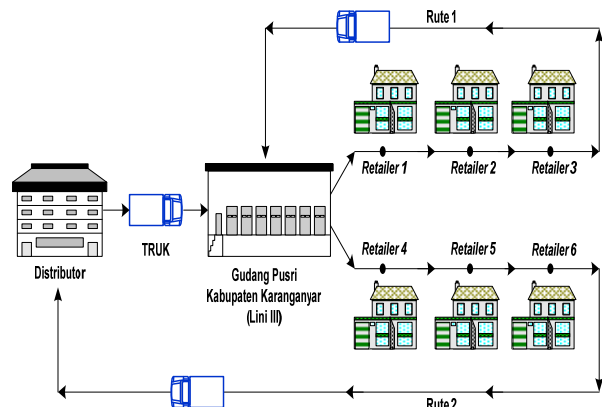 Rute 1
Retailer 1
Retailer 2
Retailer 3
TRUK
Distributor
Gudang Pusri
Kabupaten Karanganyar
(Lini III)
Retailer 4
Retailer 5
Retailer 6
Rute 2